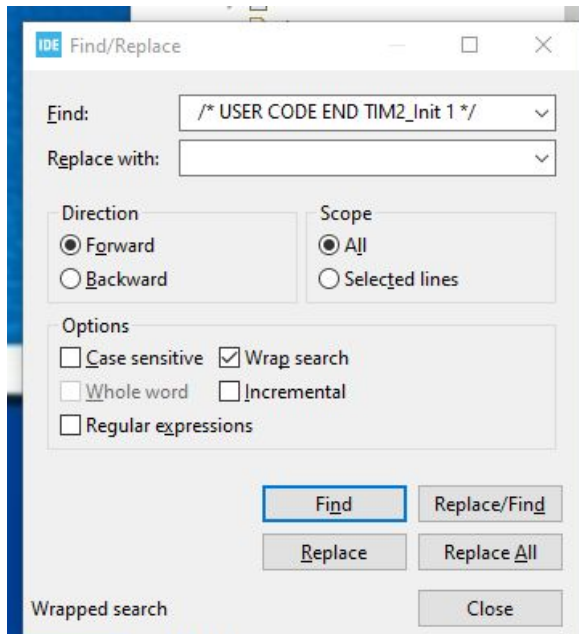 IDE Find/Replace
Find: /* USER CODE END TIM2_Init 1 */
Replace with:
Direction Scope
Forward All
Backward Selected lines
Options
Case sensitive Wrap search
Whole word Incremental
Regular expressions
Find Replace/Find
Replace Replace All
Wrapped search Close